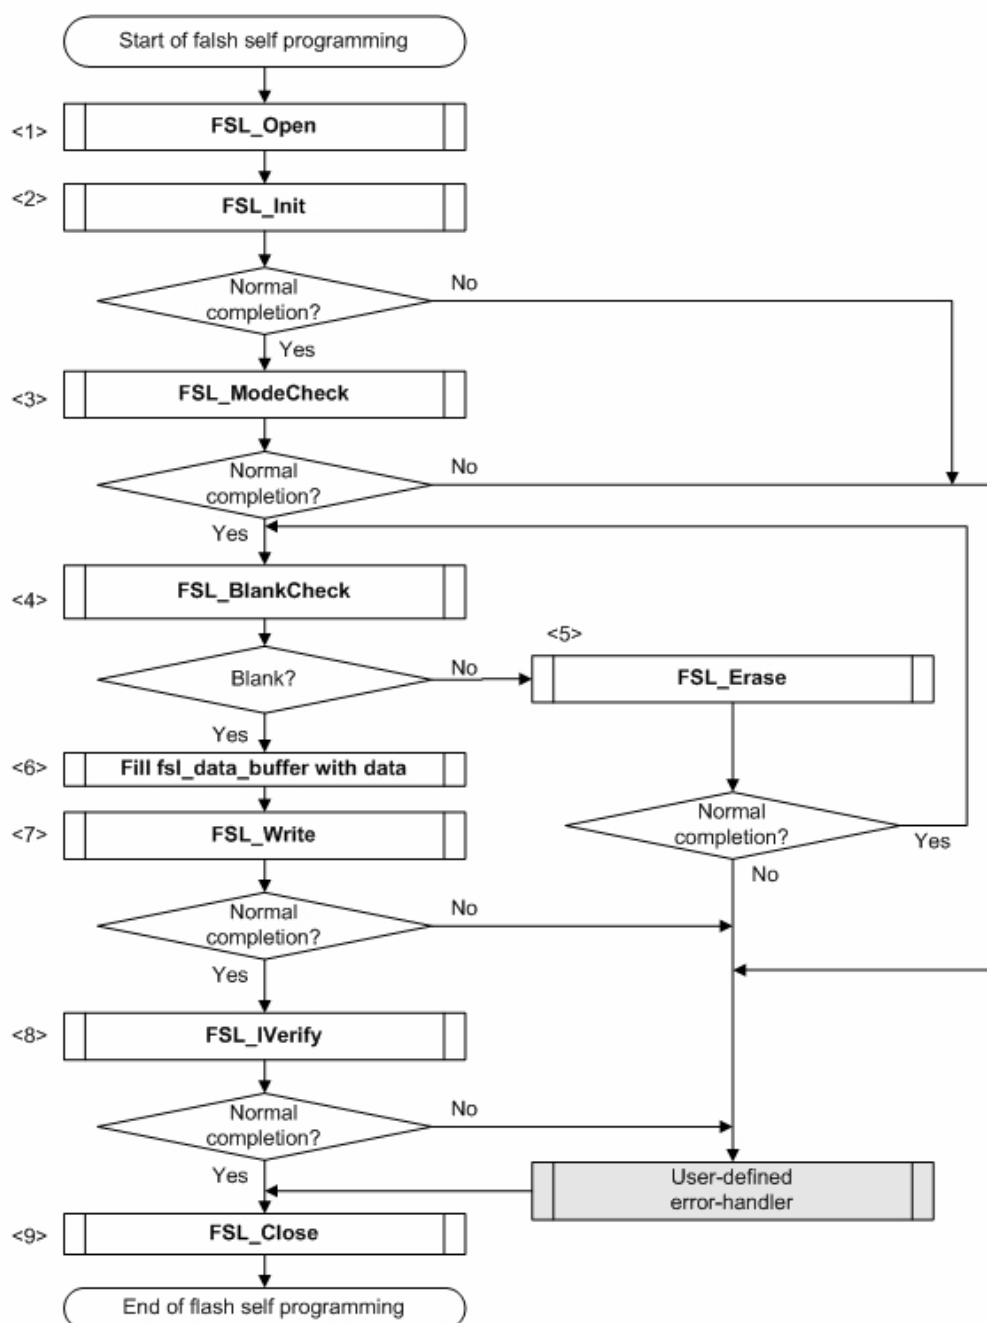 Start of falsh self programming
<1>
FSL_Open
<2>
FSL_Init
Normal
completion?
No
Yes
<3>
FSL_ModeCheck
Normal
completion?
No
Yes
<4>
FSL_BlankCheck
Blank?
No
<5>
FSL_Erase
Yes
<6>
Fill fsl_data_buffer with data
<7>
FSL_Write
Normal
completion?
Yes
No
Normal
completion?
No
Yes
<8>
FSL_IVerify
Normal
completion?
No
Yes
User-defined
error-handler
<9>
FSL_Close
End of flash self programming